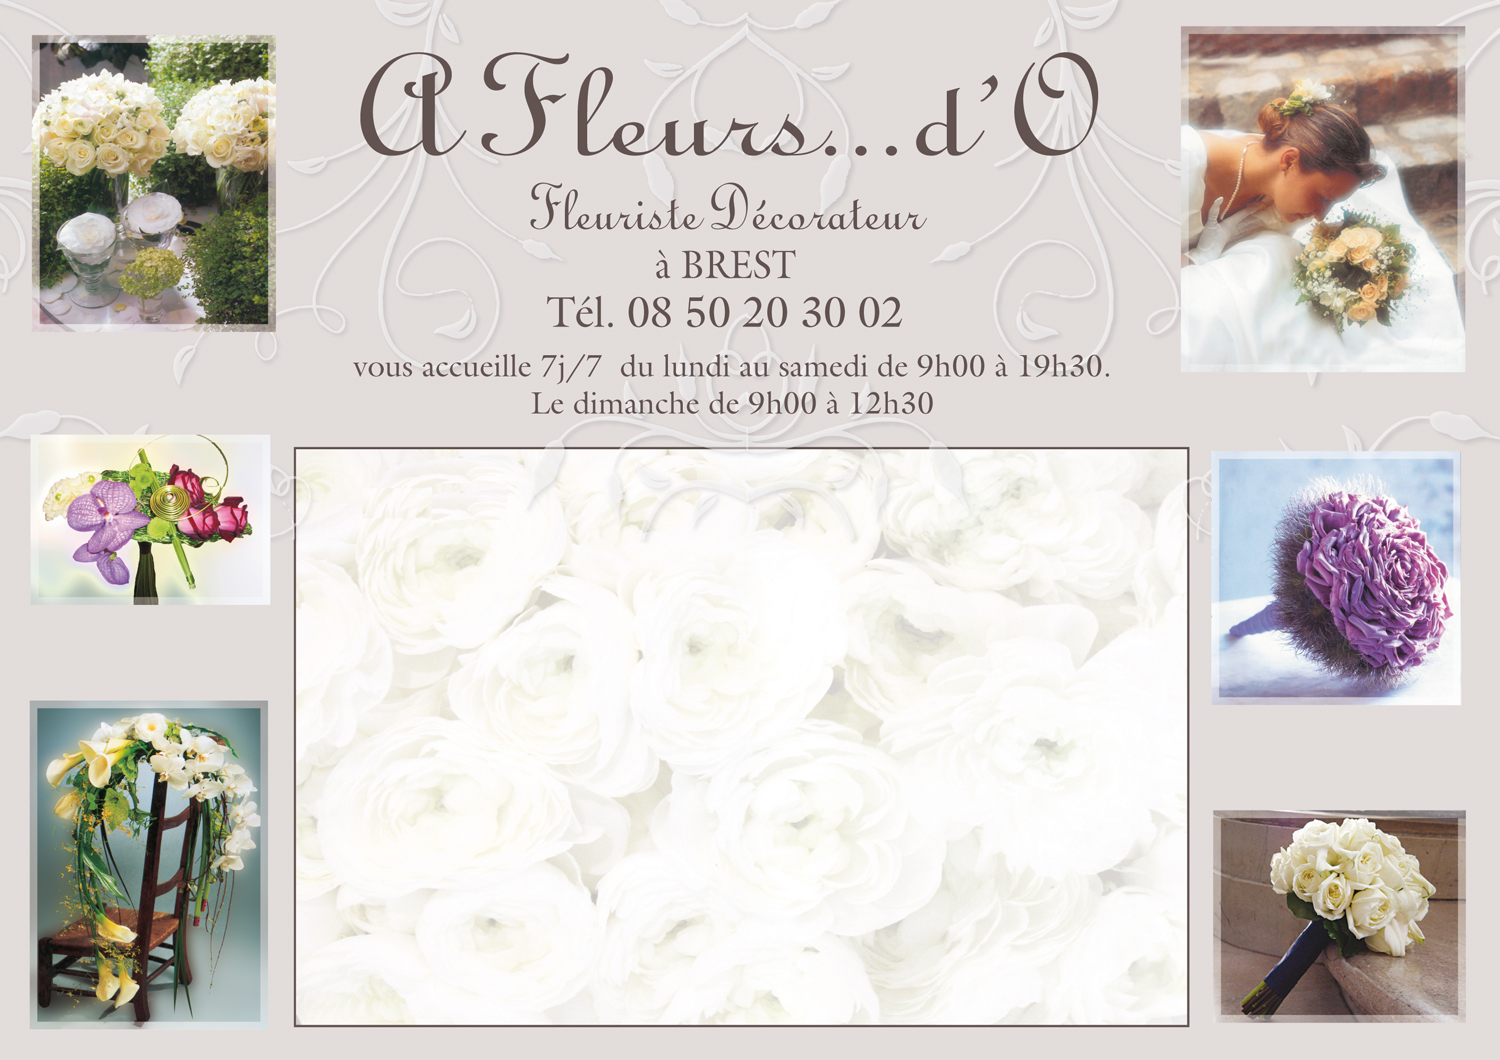 A Fleurs...d'O
Fleuriste Décorateur
à BREST
Tél. 08 50 20 30 02
vous accueille 7j/7 du lundi au samedi de 9h00 à 19h30.
Le dimanche de 9h00 à 12h30